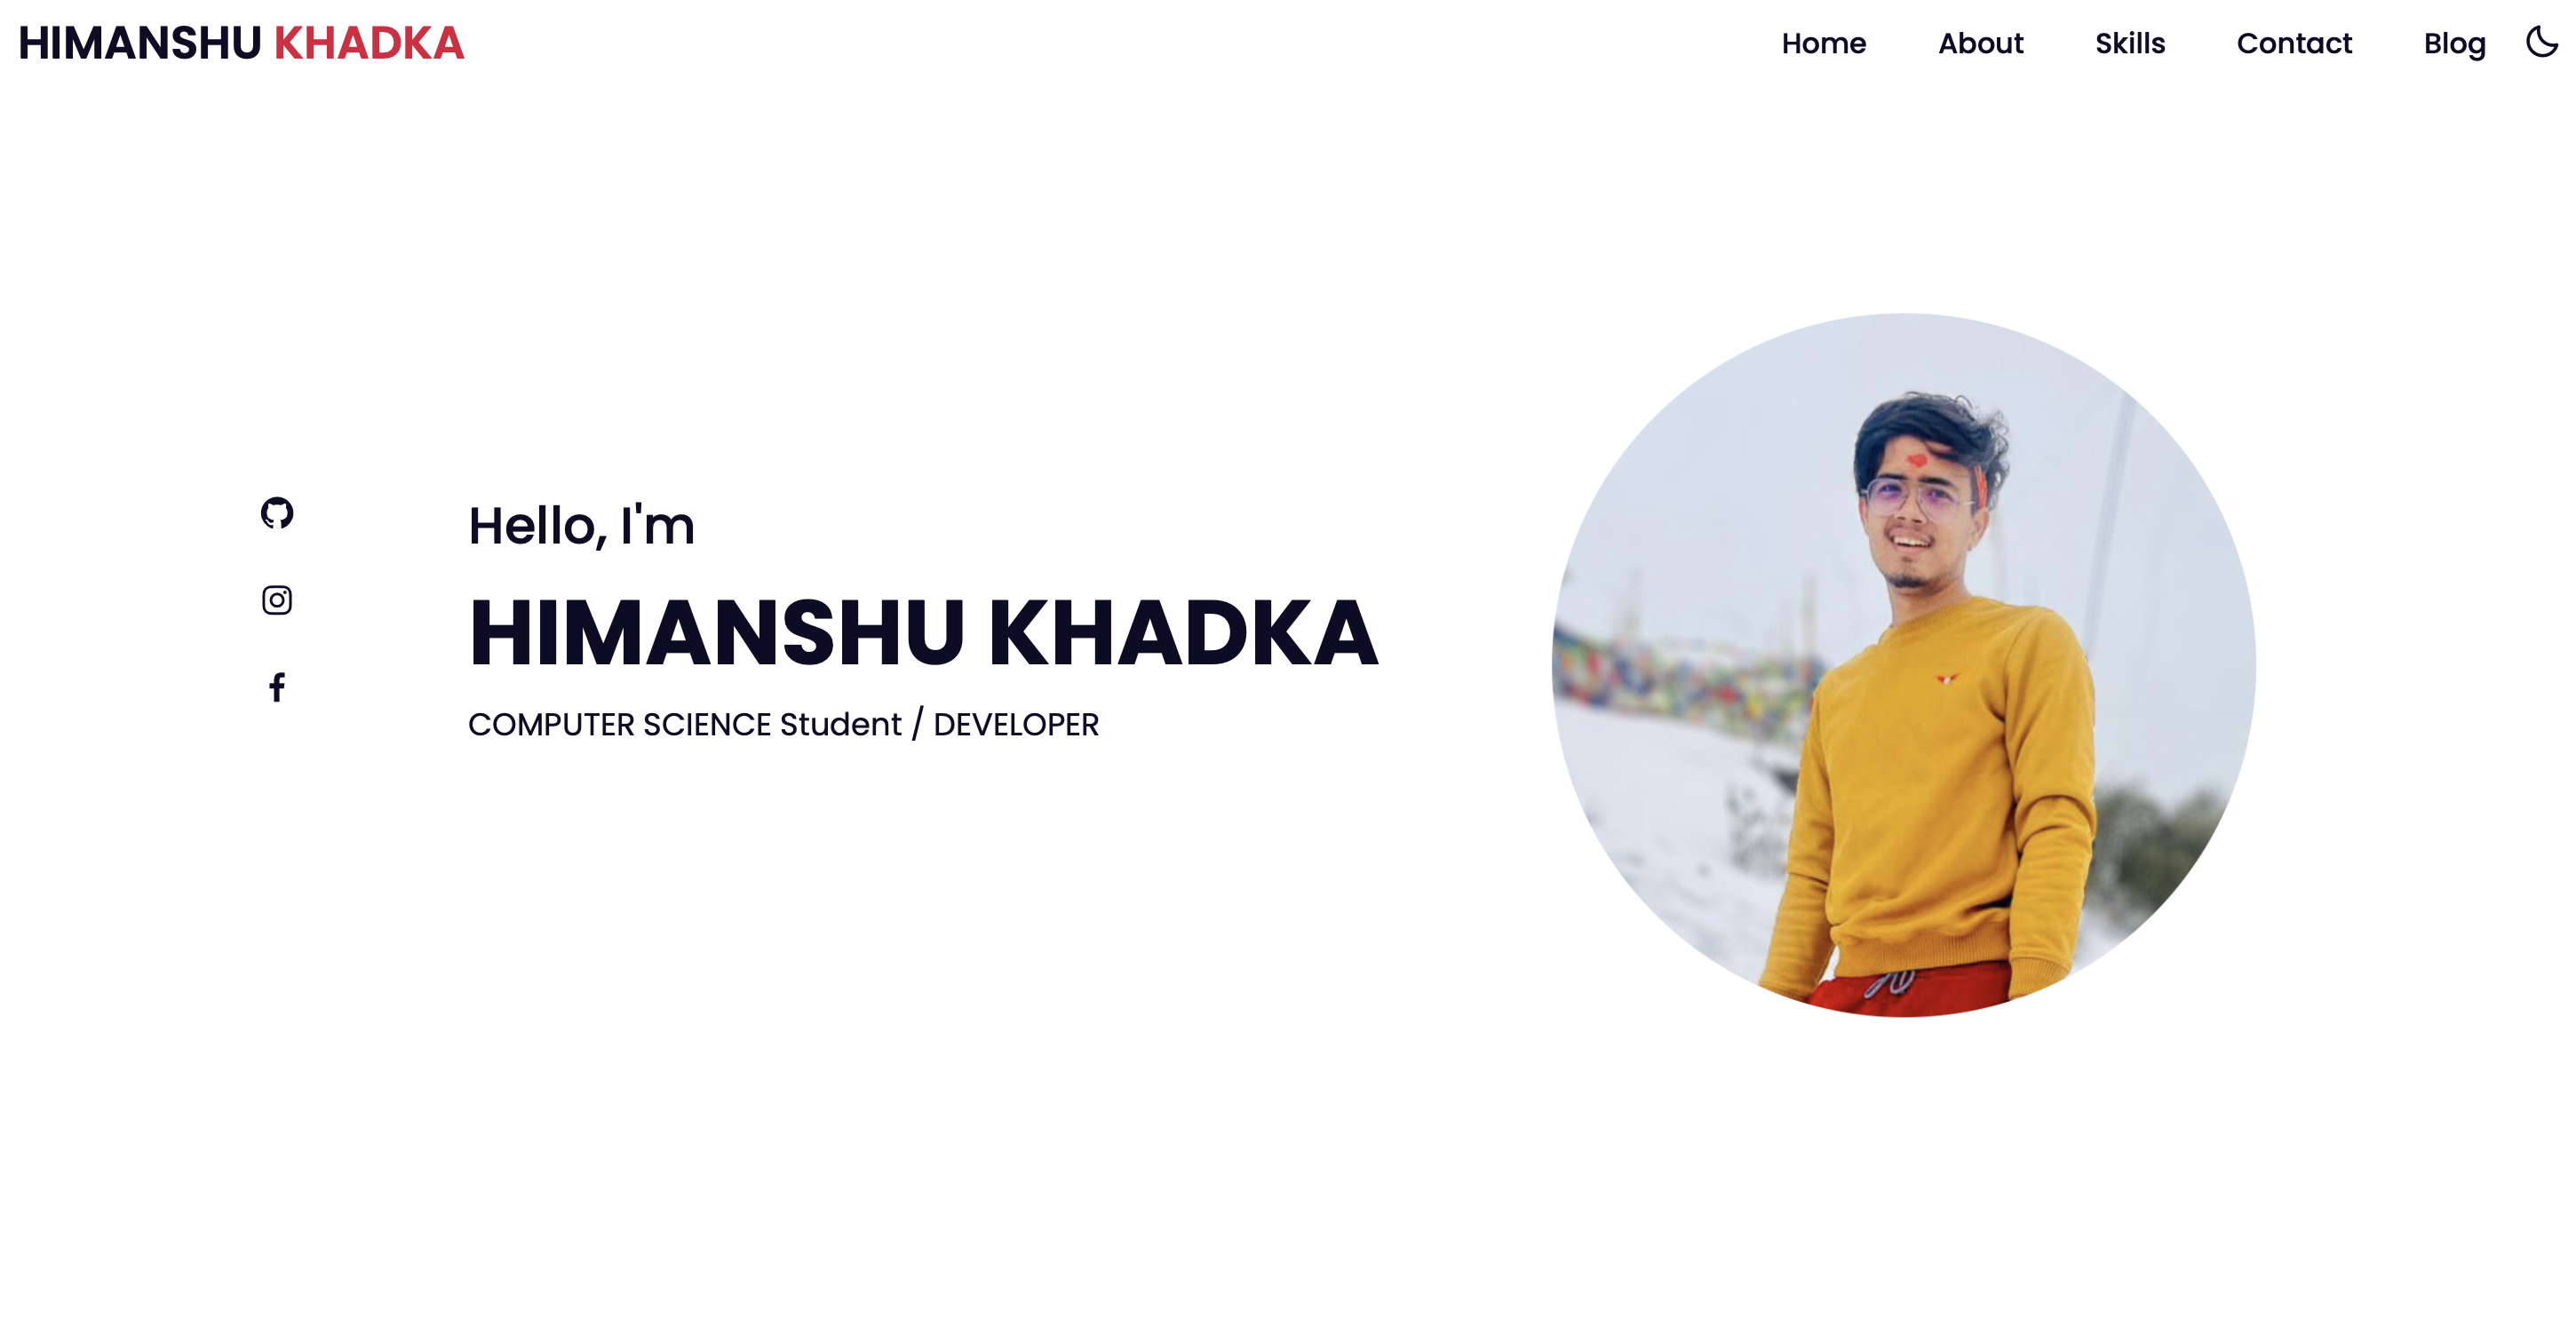 HIMANSHU KHADKA
Home About Skills Contact Blog
Hello, I'm
HIMANSHU KHADKA
COMPUTER SCIENCE Student / DEVELOPER